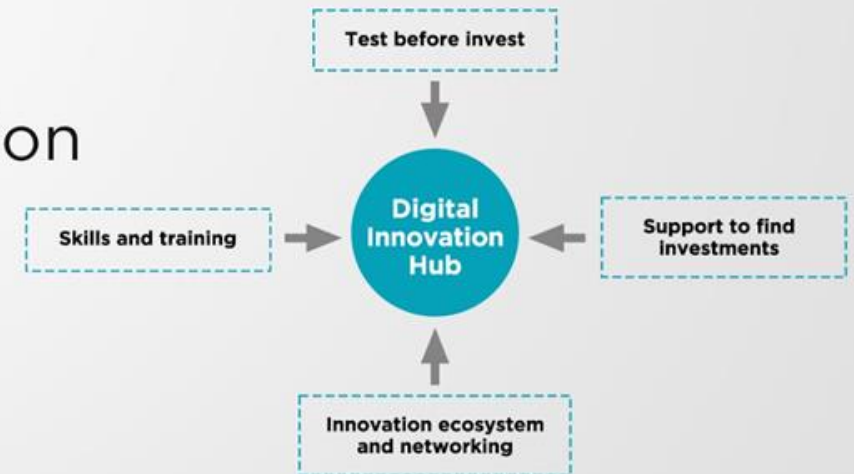 Test before invest
on
Skills and training
Digital
Innovation
Hub
Support to find
investments
Innovation ecosystem
and networking